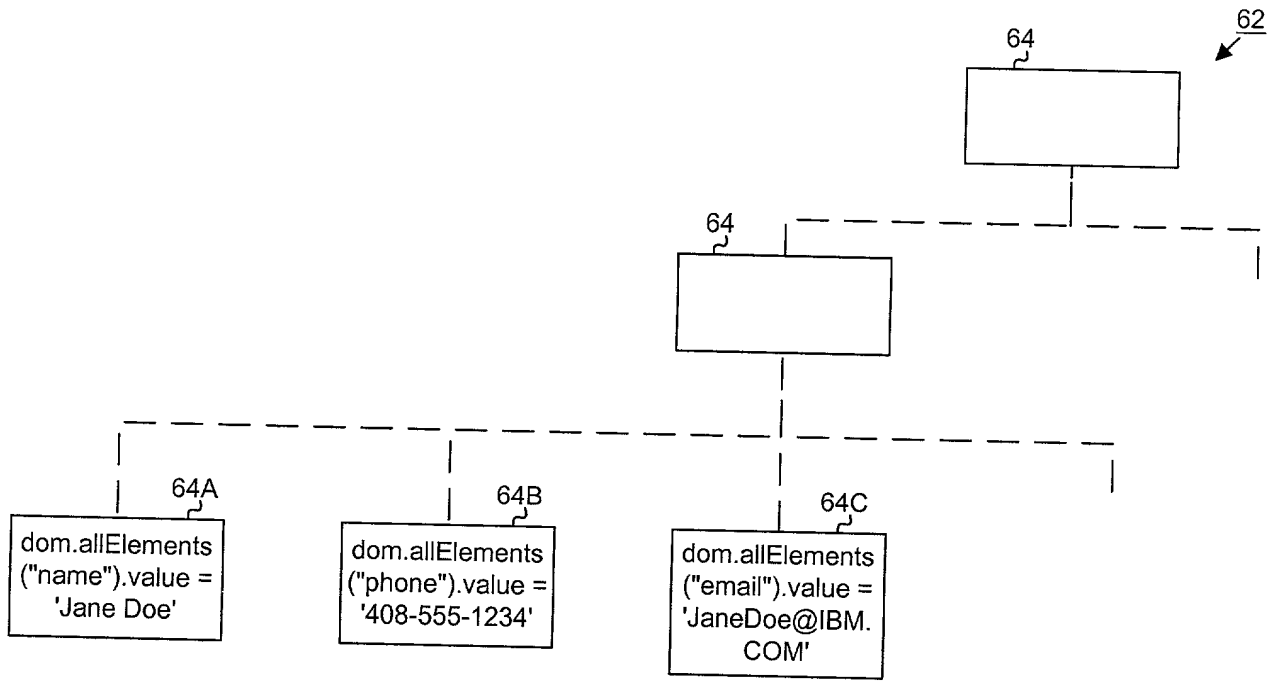 62
64
64
64A
64B
64C
dom.allElements
("name").value =
'Jane Doe'
dom.allElements
("phone").value =
'408-555-1234'
dom.allElements
("email").value =
'JaneDoe@IBM.
COM'